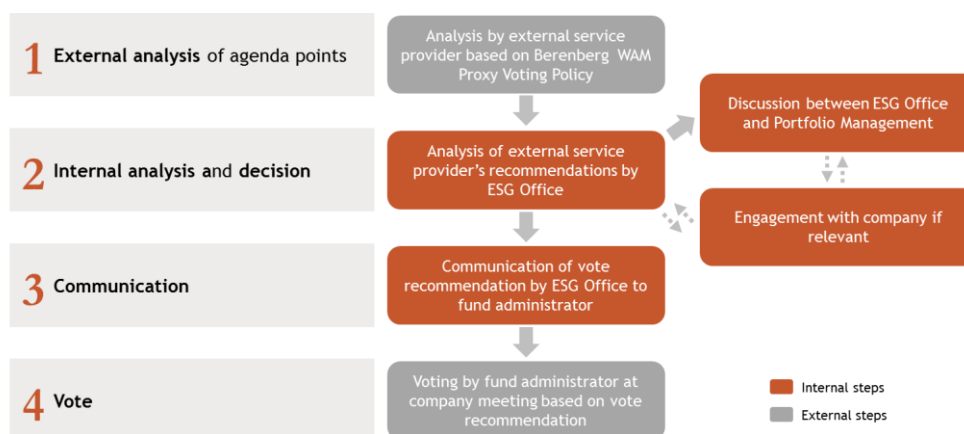 1 External analysis of agenda points
Analysis by external service
provider based on Berenberg WAM
Proxy Voting Policy
Discussion between ESG Office
and Portfolio Management
2 Internal analysis and decision
Analysis of external service
provider's recommendations by
ESG Office
Engagement with company if
relevant
3 Communication
Communication of vote
recommendation by ESG Office to
fund administrator
4 Vote
Voting by fund administrator at
company meeting based on vote
recommendation
Internal steps
External steps